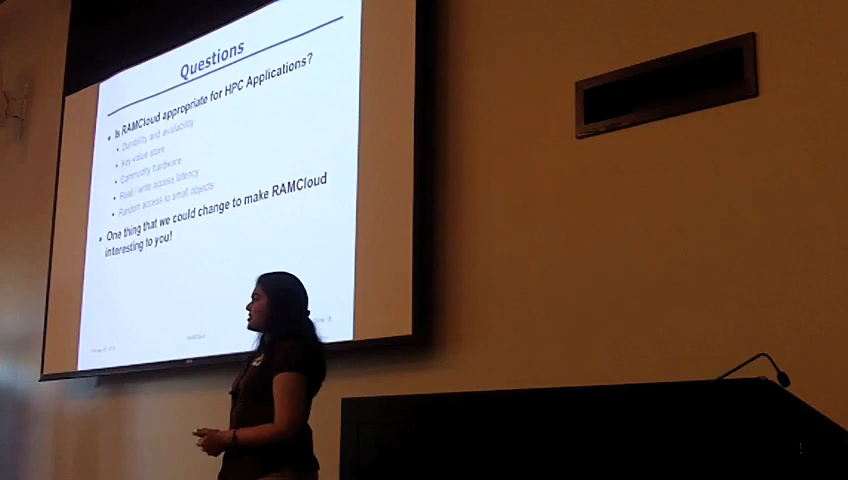 Questions
• Is RAMCloud appropriate for HPC Applications?
• Durability and availability
• Key-value store
• Commodity hardware
• Read / write access latency
• Random access to small objects
• One thing that we could change to make RAMCloud
interesting to you!
RAMCloud